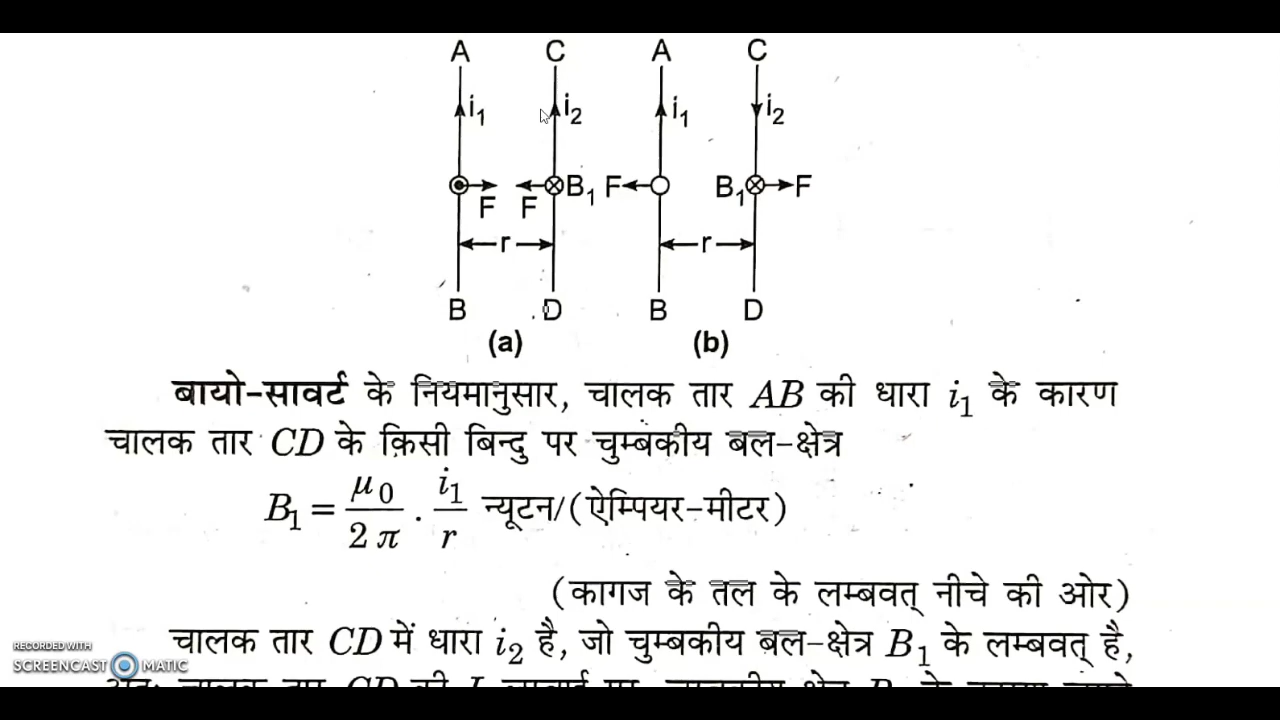 A C A C
i₁ i₂ i₁ i₂
F F B₁ F B₁ F
r r
B D B D
(a) (b)
बायो-सावर्ट के नियमानुसार, चालक तार AB की धारा i₁ के कारण
चालक तार CD के किसी बिन्दु पर चुम्बकीय बल-क्षेत्र
B₁ = μ₀/2π . i₁/r न्यूटन/(ऐम्पियर-मीटर)
(कागज के तल के लम्बवत् नीचे की ओर)
चालक तार CD में धारा i₂ है, जो चुम्बकीय बल-क्षेत्र B₁ के लम्बवत् है,
RECORDED WITH
SCREENCAST MATIC